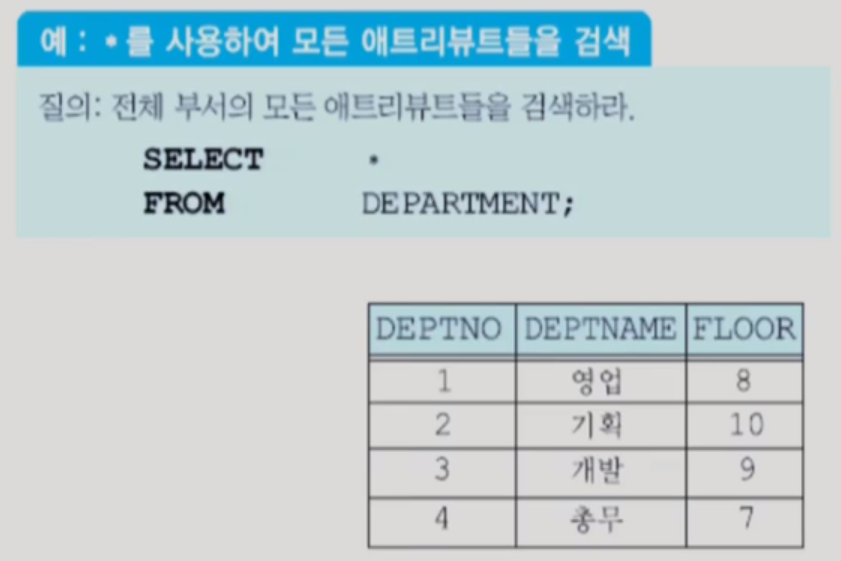 예 : * 를 사용하여 모든 애트리뷰트들을 검색
질의: 전체 부서의 모든 애트리뷰트들을 검색하라.
SELECT *
FROM DEPARTMENT;
DEPTNO DEPTNAME FLOOR
1 영업 8
2 기획 10
3 개발 9
4 총무 7